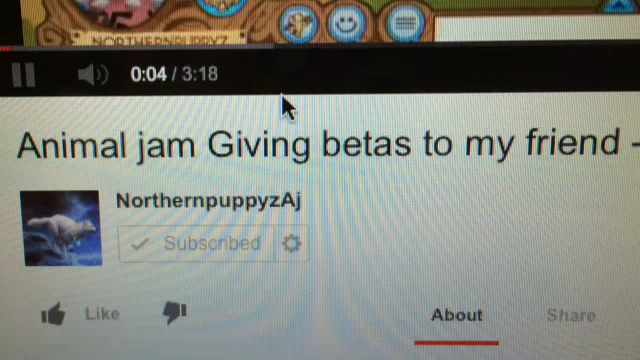 NORTHERNPUPPYZ
0:04 / 3:18
Animal jam Giving betas to my friend -
NorthernpuppyzAj
Subscribed
Like
About
Share